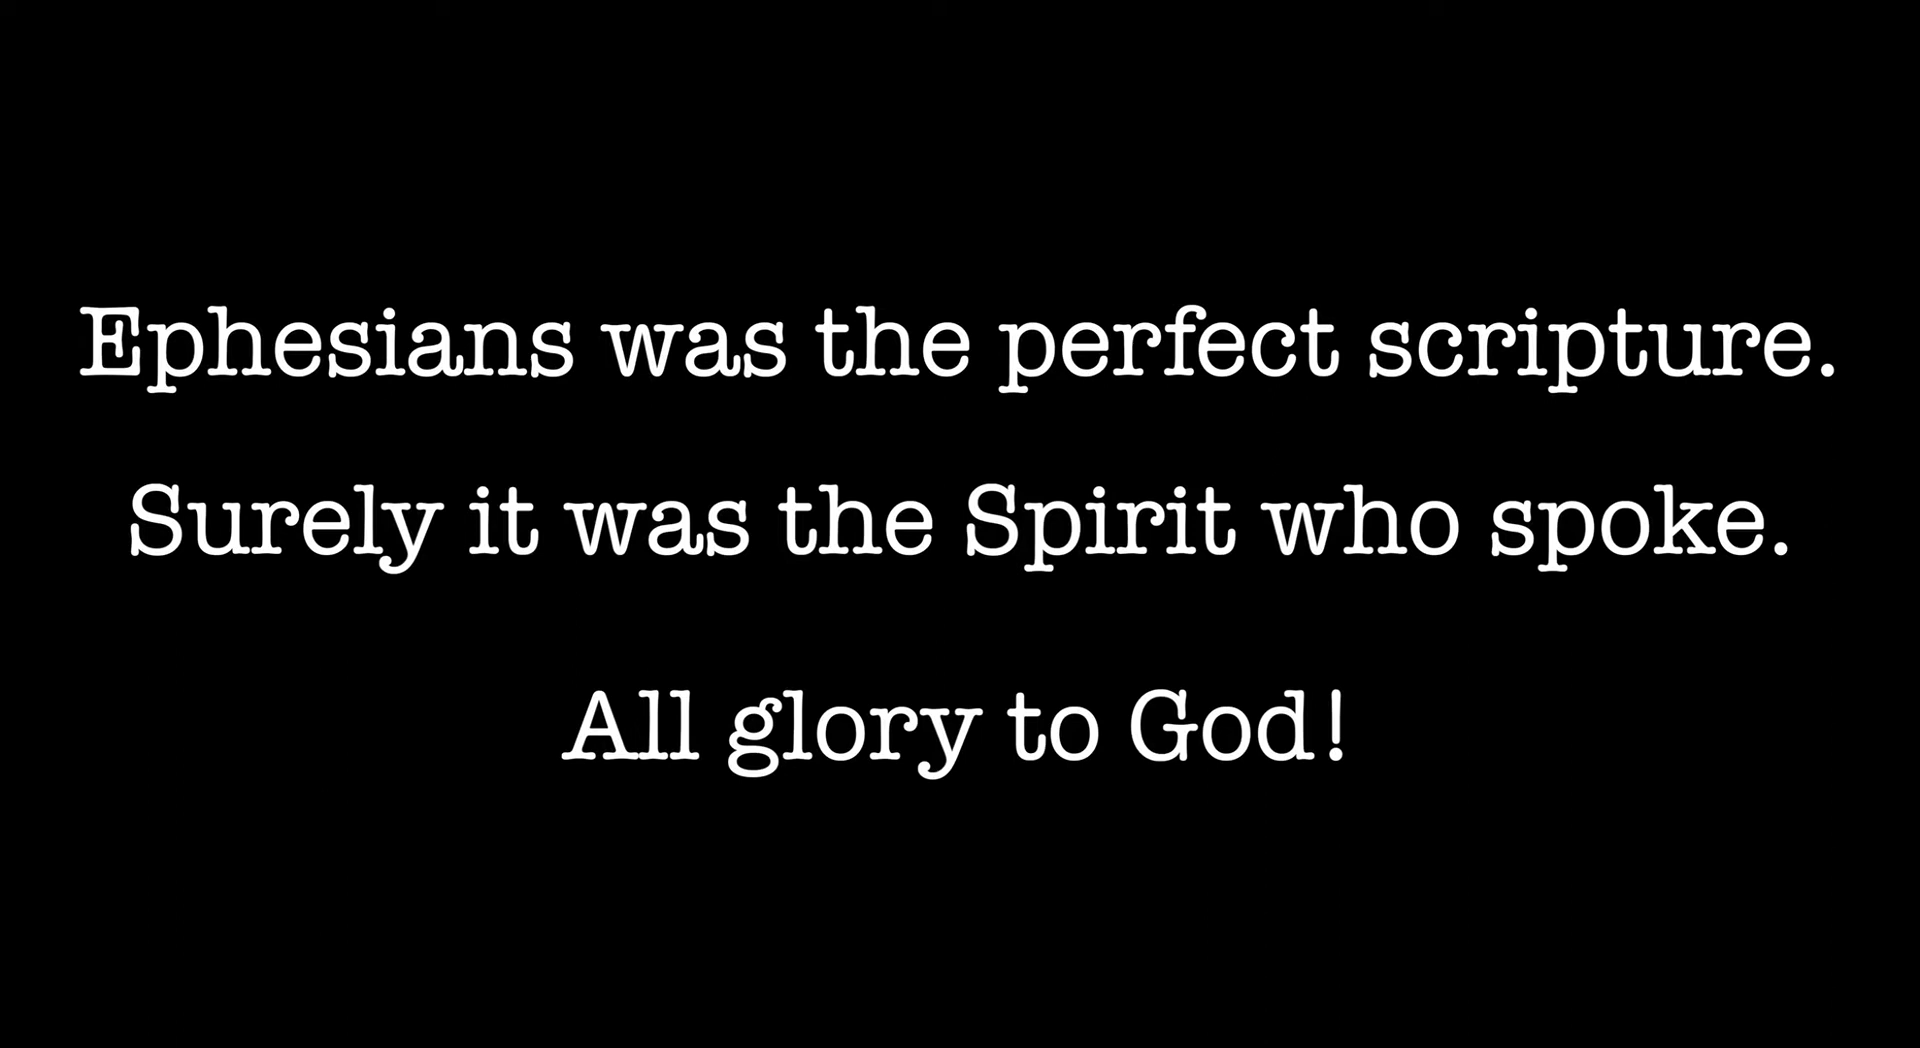 Ephesians was the perfect scripture.
Surely it was the Spirit who spoke.
All glory to God!